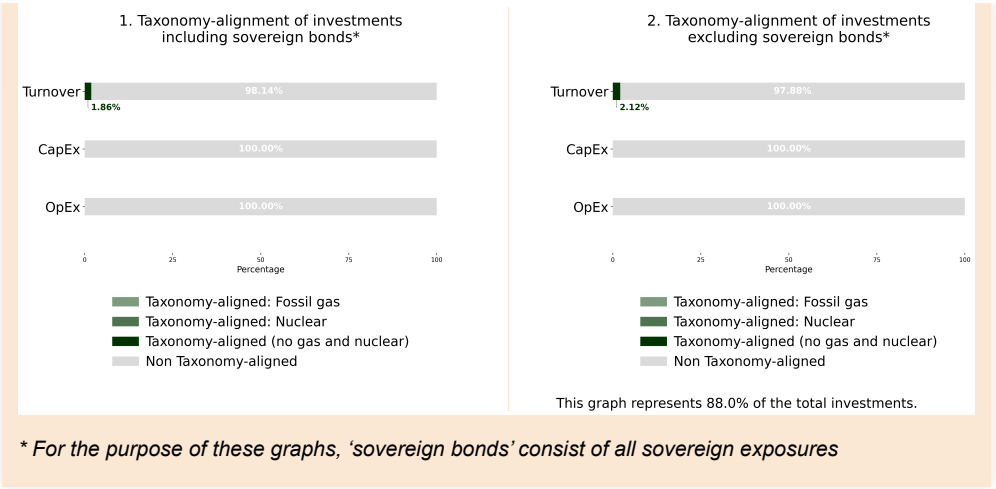 1. Taxonomy-alignment of investments
including sovereign bonds*
Turnover
98.14%
1.86%
CapEx
100.00%
OpEx
100.00%
0 25 50 75 100
Percentage
Taxonomy-aligned: Fossil gas
Taxonomy-aligned: Nuclear
Taxonomy-aligned (no gas and nuclear)
Non Taxonomy-aligned
2. Taxonomy-alignment of investments
excluding sovereign bonds*
Turnover
97.88%
2.12%
CapEx
100.00%
OpEx
100.00%
0 25 50 75 100
Percentage
Taxonomy-aligned: Fossil gas
Taxonomy-aligned: Nuclear
Taxonomy-aligned (no gas and nuclear)
Non Taxonomy-aligned
This graph represents 88.0% of the total investments.
* For the purpose of these graphs, ‘sovereign bonds’ consist of all sovereign exposures